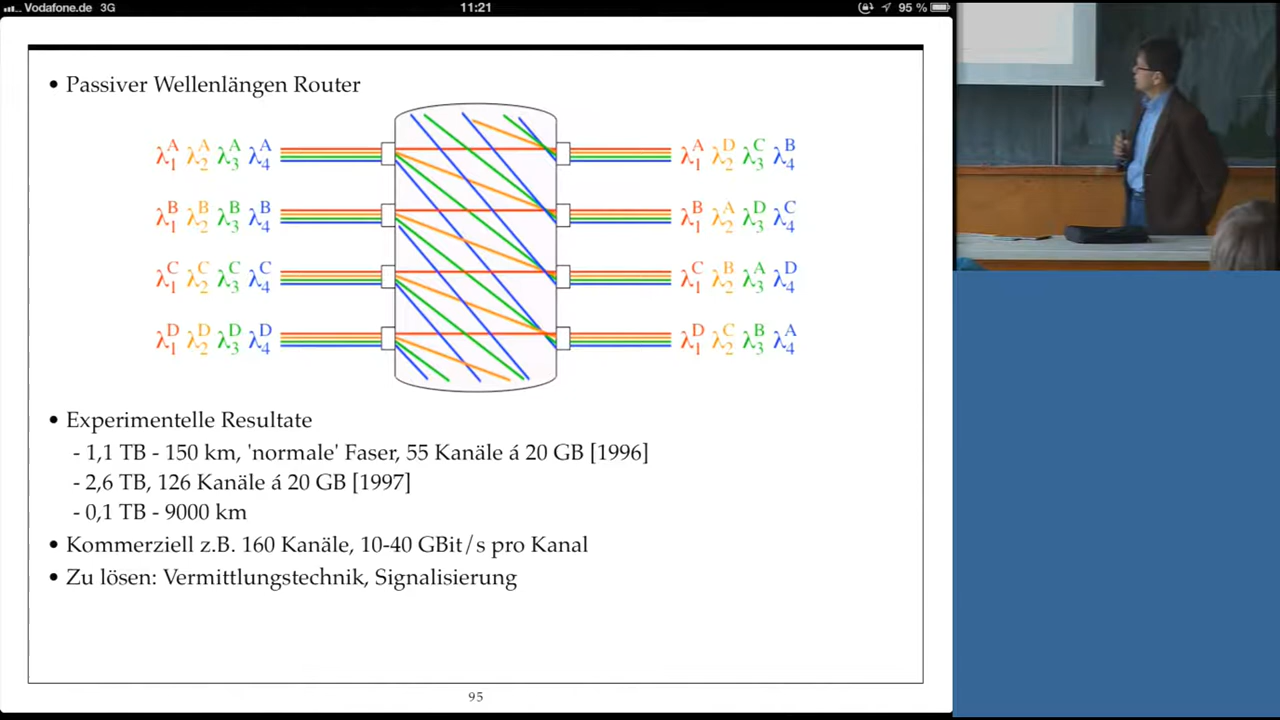 Vodafone.de 3G 11:21 95 %
• Passiver Wellenlängen Router
λ₁ᴬ λ₂ᴬ λ₃ᴬ λ₄ᴬ λ₁ᴬ λ₂ᴰ λ₃ᶜ λ₄ᴮ
λ₁ᴮ λ₂ᴮ λ₃ᴮ λ₄ᴮ λ₁ᴮ λ₂ᴬ λ₃ᴰ λ₄ᶜ
λ₁ᶜ λ₂ᶜ λ₃ᶜ λ₄ᶜ λ₁ᶜ λ₂ᴮ λ₃ᴬ λ₄ᴰ
λ₁ᴰ λ₂ᴰ λ₃ᴰ λ₄ᴰ λ₁ᴰ λ₂ᶜ λ₃ᴮ λ₄ᴬ
• Experimentelle Resultate
- 1,1 TB - 150 km, 'normale' Faser, 55 Kanäle á 20 GB [1996]
- 2,6 TB, 126 Kanäle á 20 GB [1997]
- 0,1 TB - 9000 km
• Kommerziell z.B. 160 Kanäle, 10-40 GBit/s pro Kanal
• Zu lösen: Vermittlungstechnik, Signalisierung
95